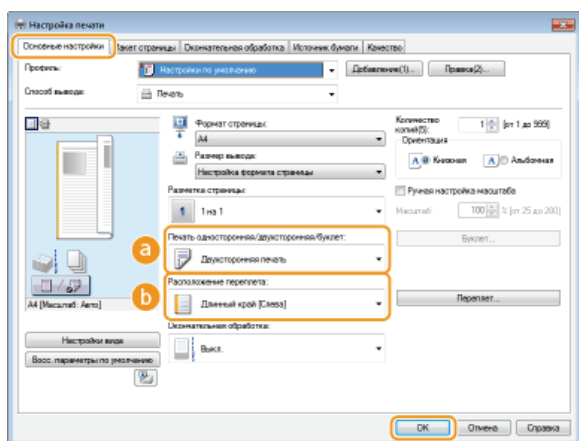 Настройка печати
Основные настройки Макет страницы Окончательная обработка Источник бумаги Качество
Профиль: Настройки по умолчанию Добавление(1)... Правка(2)...
Способ вывода: Печать
Формат страницы:
A4
Размер вывода:
Настройка формата страницы
Разметка страницы:
1 1 на 1
a
Печать односторонняя/двухсторонняя/буклет:
Двухсторонняя печать
b
Расположение переплета:
Длинный край [Слева]
Окончательная обработка:
Выкл.
Количество копий(5): 1 [от 1 до 999]
Ориентация
A Книжная A Альбомная
Ручная настройка масштаба
Масштаб: 100 % [от 25 до 200]
Буклет...
Переплет...
A4 [Масштаб: Авто]
Настройки вида
Восс. параметры по умолчанию
OK Отмена Справка